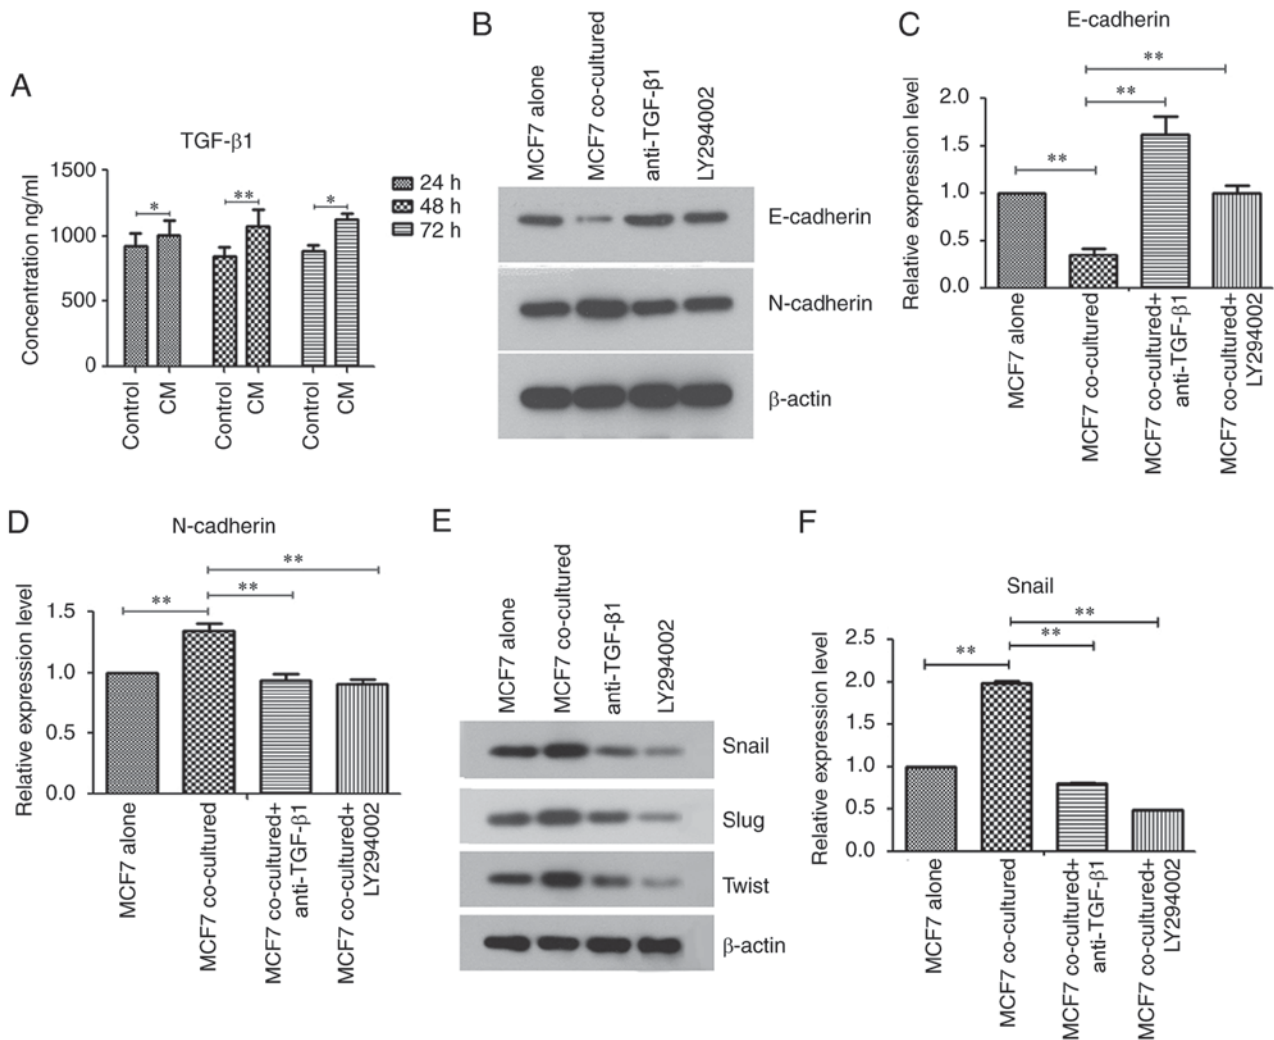 A
TGF-β1
Concentration ng/ml
1500
1000
500
0
*
**
*
24 h
48 h
72 h
Control
CM
Control
CM
Control
CM
B
MCF7 alone
MCF7 co-cultured
anti-TGF-β1
LY294002
E-cadherin
N-cadherin
β-actin
C
E-cadherin
Relative expression level
2.0
1.5
1.0
0.5
0.0
**
**
**
MCF7 alone
MCF7 co-cultured
MCF7 co-cultured+
anti-TGF-β1
MCF7 co-cultured+
LY294002
D
N-cadherin
Relative expression level
1.5
1.0
0.5
0.0
**
**
**
MCF7 alone
MCF7 co-cultured
MCF7 co-cultured+
anti-TGF-β1
MCF7 co-cultured+
LY294002
E
MCF7 alone
MCF7 co-cultured
anti-TGF-β1
LY294002
Snail
Slug
Twist
β-actin
F
Snail
Relative expression level
2.5
2.0
1.5
1.0
0.5
0.0
**
**
**
MCF7 alone
MCF7 co-cultured
MCF7 co-cultured+
anti-TGF-β1
MCF7 co-cultured+
LY294002